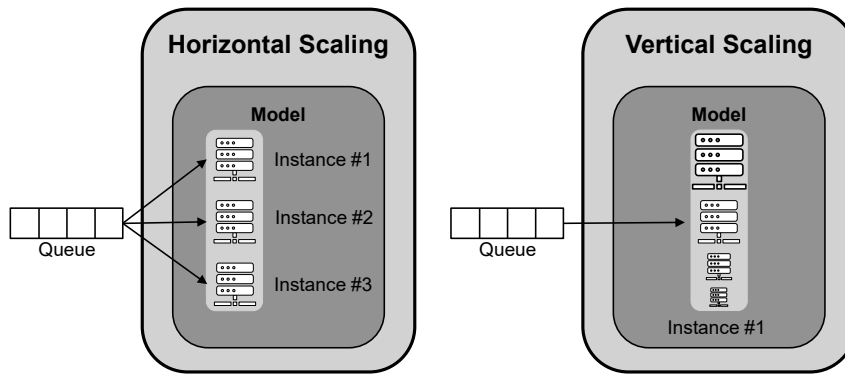 Horizontal Scaling
Model
Instance #1
Instance #2
Instance #3
Queue
Vertical Scaling
Model
Queue
Instance #1